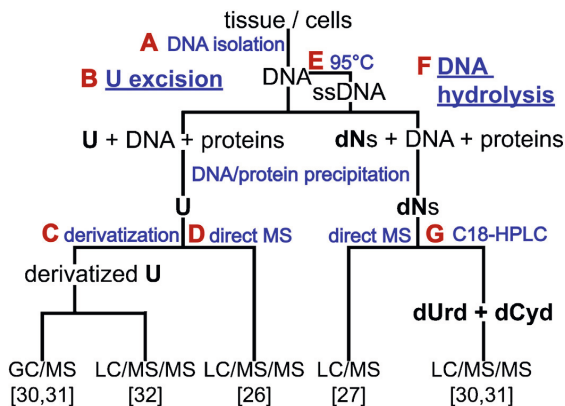 tissue / cells
A DNA isolation
E 95°C
B U excision
DNA
ssDNA
F DNA
hydrolysis
U + DNA + proteins
dNs + DNA + proteins
DNA/protein precipitation
U
dNs
C derivatization
D direct MS
direct MS
G C18-HPLC
derivatized U
dUrd + dCyd
GC/MS
[30,31]
LC/MS/MS
[32]
LC/MS/MS
[26]
LC/MS
[27]
LC/MS/MS
[30,31]